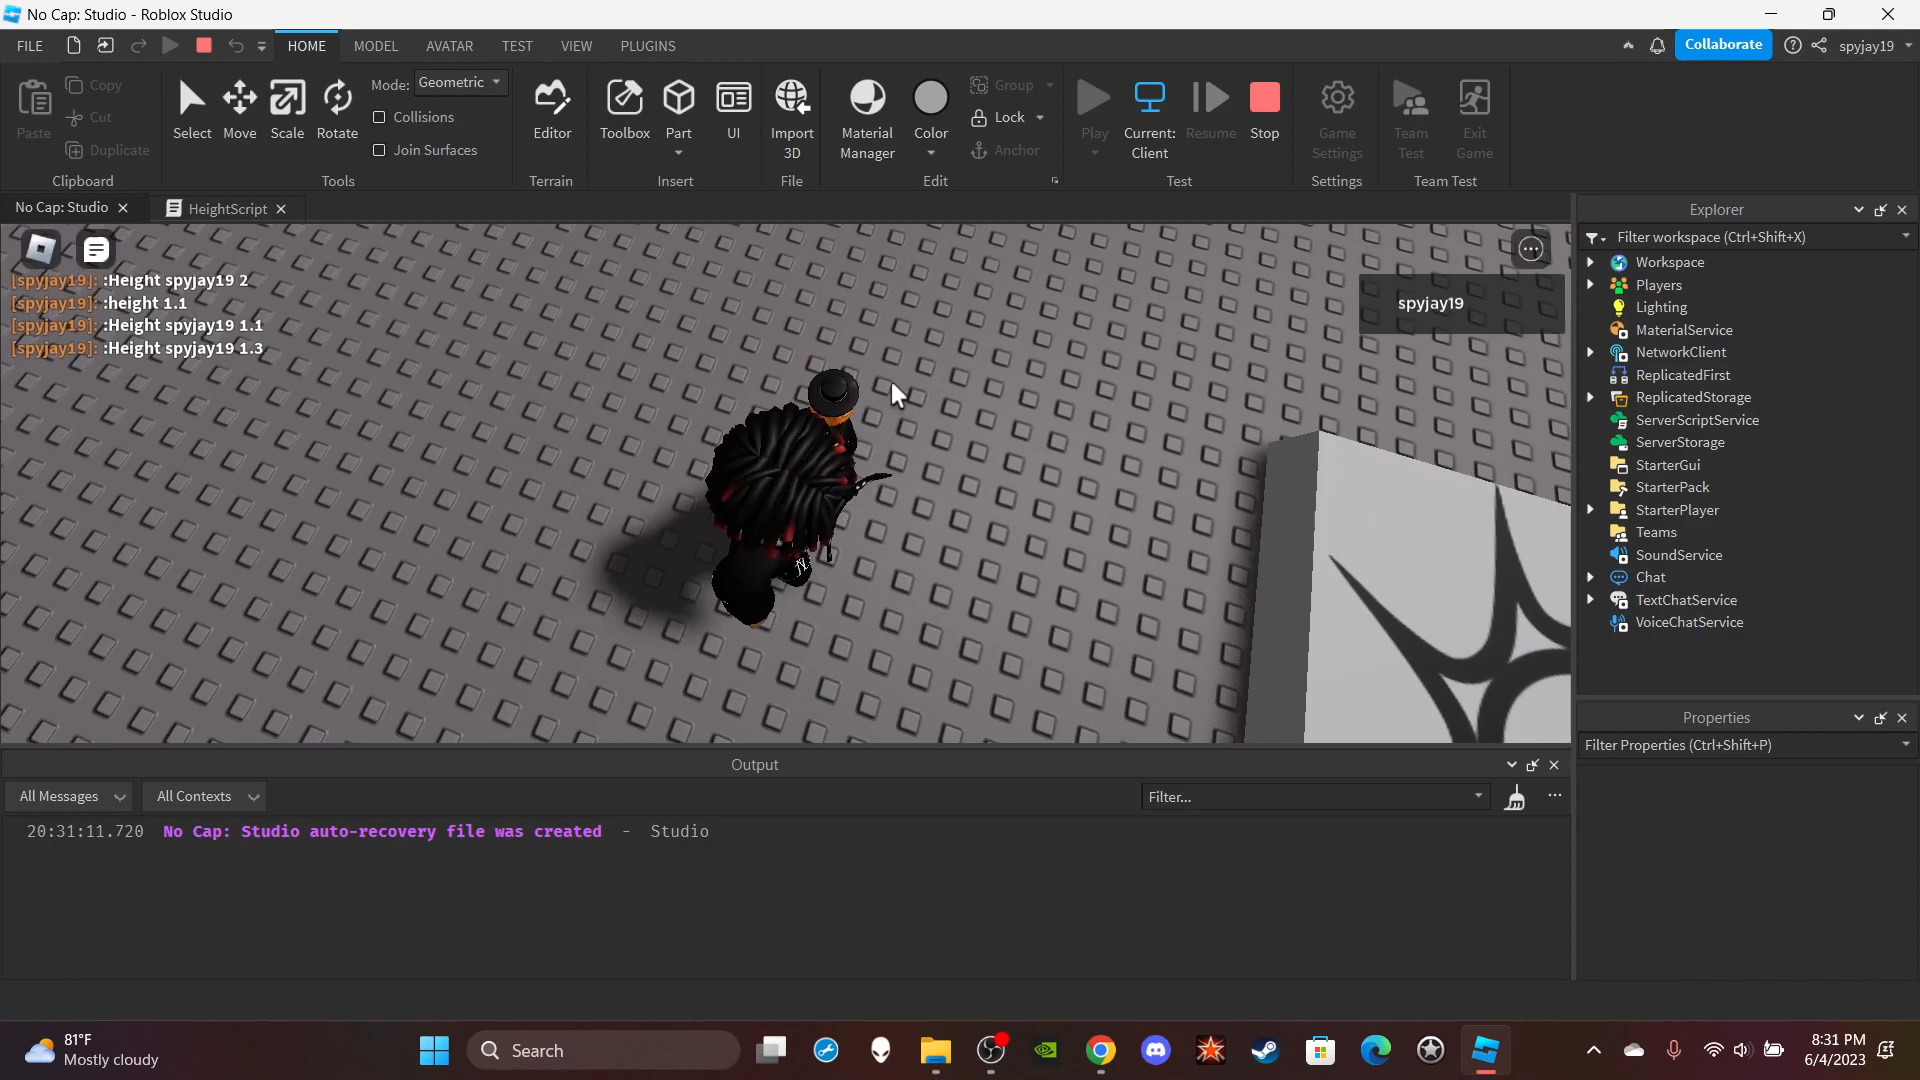 No Cap: Studio - Roblox Studio
FILE HOME MODEL AVATAR TEST VIEW PLUGINS Collaborate spyjay19
Paste
Copy
Cut
Duplicate
Clipboard
Select Move Scale Rotate
Mode: Geometric
Collisions
Join Surfaces
Tools
Editor
Terrain
Toolbox Part UI
Insert
Import
3D
File
Material
Manager
Color
Group
Lock
Anchor
Edit
Play
Current:
Client
Resume Stop
Test
Game
Settings
Settings
Team
Test
Exit
Game
Team Test
No Cap: Studio HeightScript
[spyjay19]: :Height spyjay19 2
[spyjay19]: :height 1.1
[spyjay19]: :Height spyjay19 1.1
[spyjay19]: :Height spyjay19 1.3
spyjay19
Explorer
Filter workspace (Ctrl+Shift+X)
Workspace
Players
Lighting
MaterialService
NetworkClient
ReplicatedFirst
ReplicatedStorage
ServerScriptService
ServerStorage
StarterGui
StarterPack
StarterPlayer
Teams
SoundService
Chat
TextChatService
VoiceChatService
Properties
Filter Properties (Ctrl+Shift+P)
Output
All Messages All Contexts Filter...
20:31:11.720 No Cap: Studio auto-recovery file was created - Studio
81°F
Mostly cloudy
Search
8:31 PM
6/4/2023